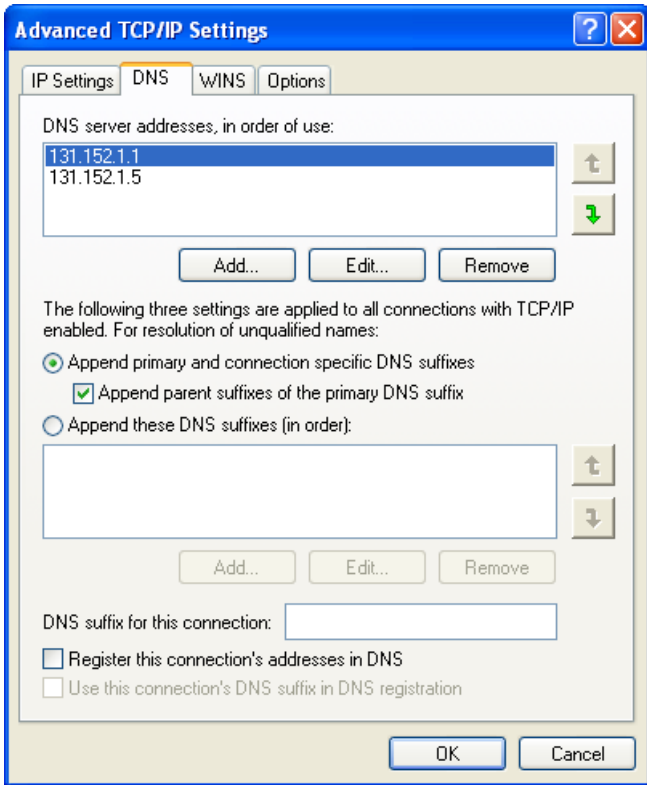 Advanced TCP/IP Settings
IP Settings DNS WINS Options
DNS server addresses, in order of use:
131.152.1.1
131.152.1.5
Add... Edit... Remove
The following three settings are applied to all connections with TCP/IP
enabled. For resolution of unqualified names:
Append primary and connection specific DNS suffixes
Append parent suffixes of the primary DNS suffix
Append these DNS suffixes (in order):
Add... Edit... Remove
DNS suffix for this connection:
Register this connection's addresses in DNS
Use this connection's DNS suffix in DNS registration
OK Cancel